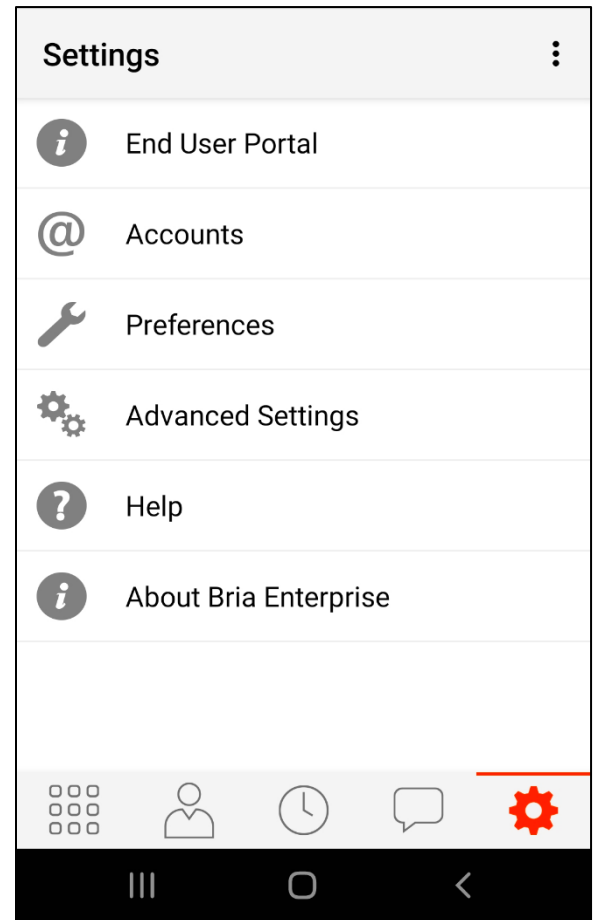 Settings
End User Portal
Accounts
Preferences
Advanced Settings
Help
About Bria Enterprise